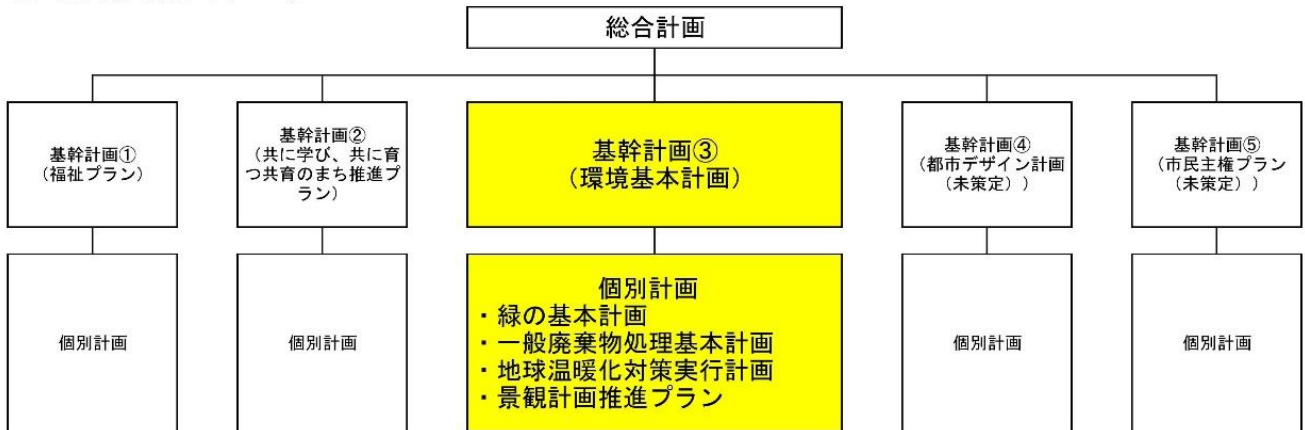 総合計画
基幹計画①
（福祉プラン）
基幹計画②
（共に学び、共に育
つ共育のまち推進プ
ラン）
基幹計画③
（環境基本計画）
基幹計画④
（都市デザイン計画
（未策定））
基幹計画⑤
（市民主権プラン
（未策定））
個別計画
個別計画
個別計画
・緑の基本計画
・一般廃棄物処理基本計画
・地球温暖化対策実行計画
・景観計画推進プラン
個別計画
個別計画